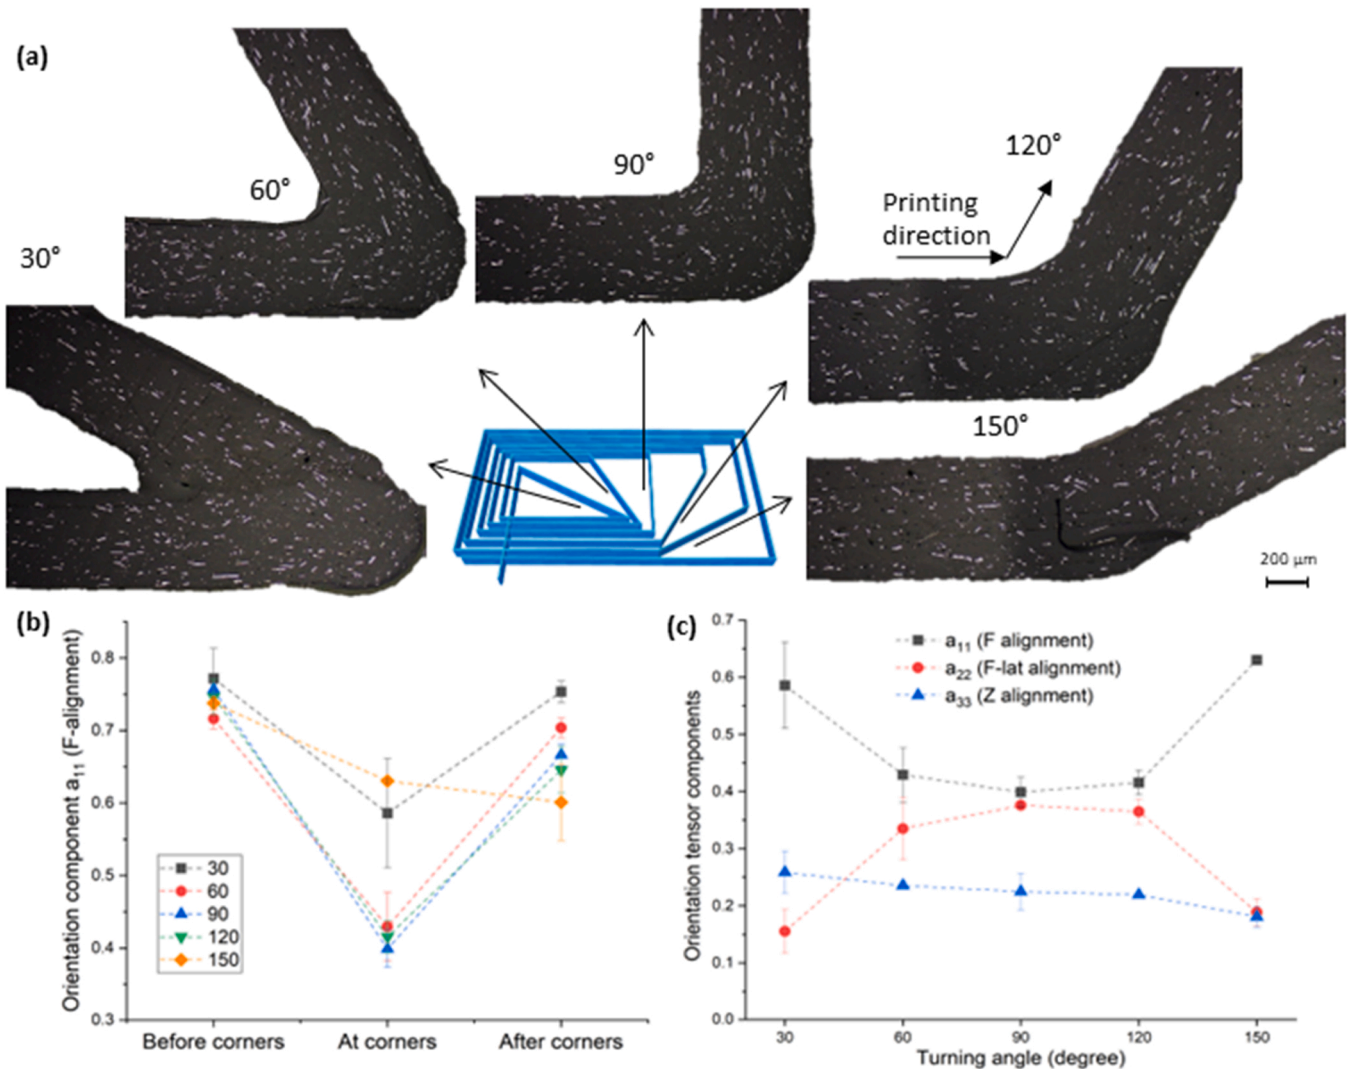 (a)
60°
90°
120°
Printing
direction
30°
150°
200 µm
(b)
Orientation component a11 (F-alignment)
0.8
0.7
0.6
0.5
0.4
0.3
30
60
90
120
150
Before corners
At corners
After corners
(c)
Orientation tensor components
0.7
0.6
0.5
0.4
0.3
0.2
0.1
0.0
a11 (F alignment)
a22 (F-lat alignment)
a33 (Z alignment)
30
60
90
120
150
Turning angle (degree)